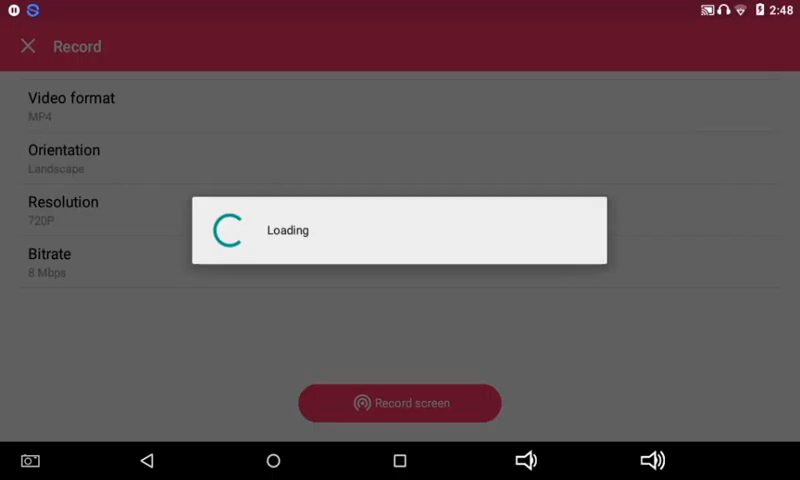 2:48
Record
Video format
MP4
Orientation
Landscape
Resolution
720P
Loading
Bitrate
8 Mbps
Record screen